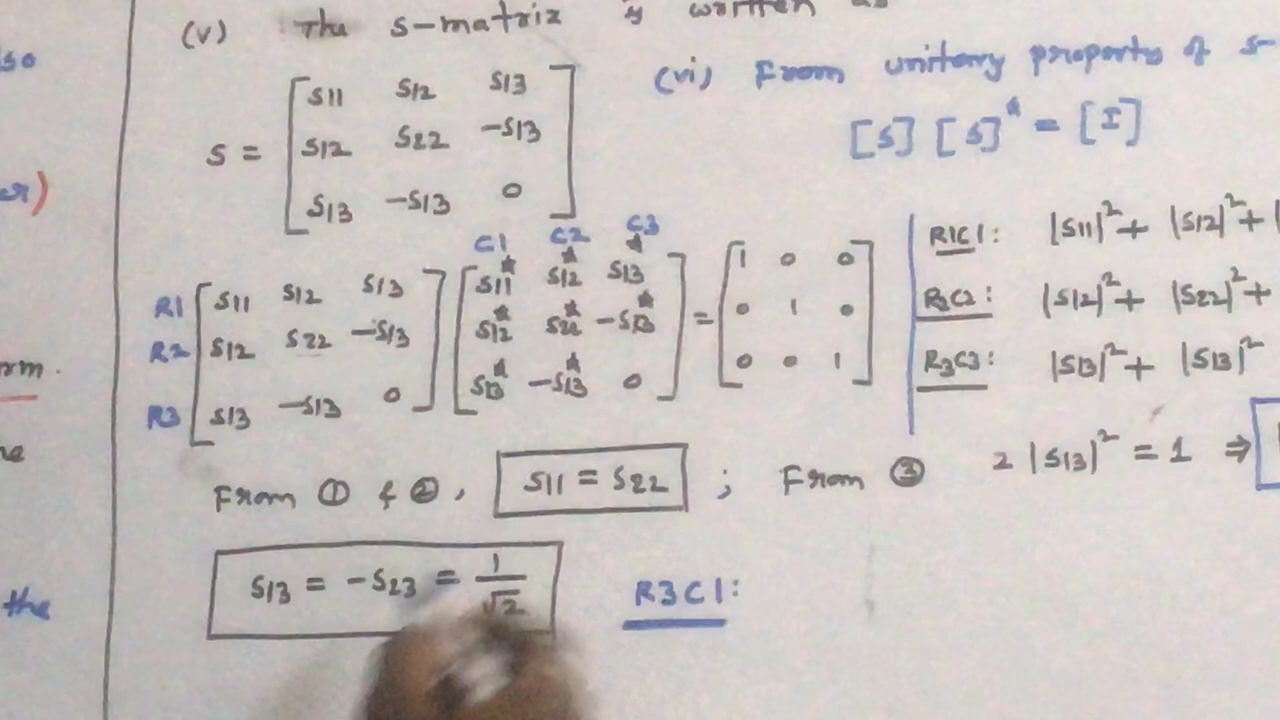 (v) The S-matrix is written as
(vi) From unitary property of S-
S = [S11 S12 S13
S12 S22 -S13
S13 -S13 0]
[S] [S]* = [I]
C1 C2 C3
R1 [S11 S12 S13] [S11* S12* S13*] = [1 0 0]
R2 [S12 S22 -S13] [S12* S22* -S13*] [0 1 0]
R3 [S13 -S13 0] [S13* -S13* 0] [0 0 1]
R1C1: |S11|² + |S12|² + |
R2C2: |S12|² + |S22|² +
R3C3: |S13|² + |S13|²
From ① & ②, S11 = S22 ; From ③ 2 |S13|² = 1 ⇒
S13 = -S23 = 1/√2 R3C1:
so
er)
rm.
the